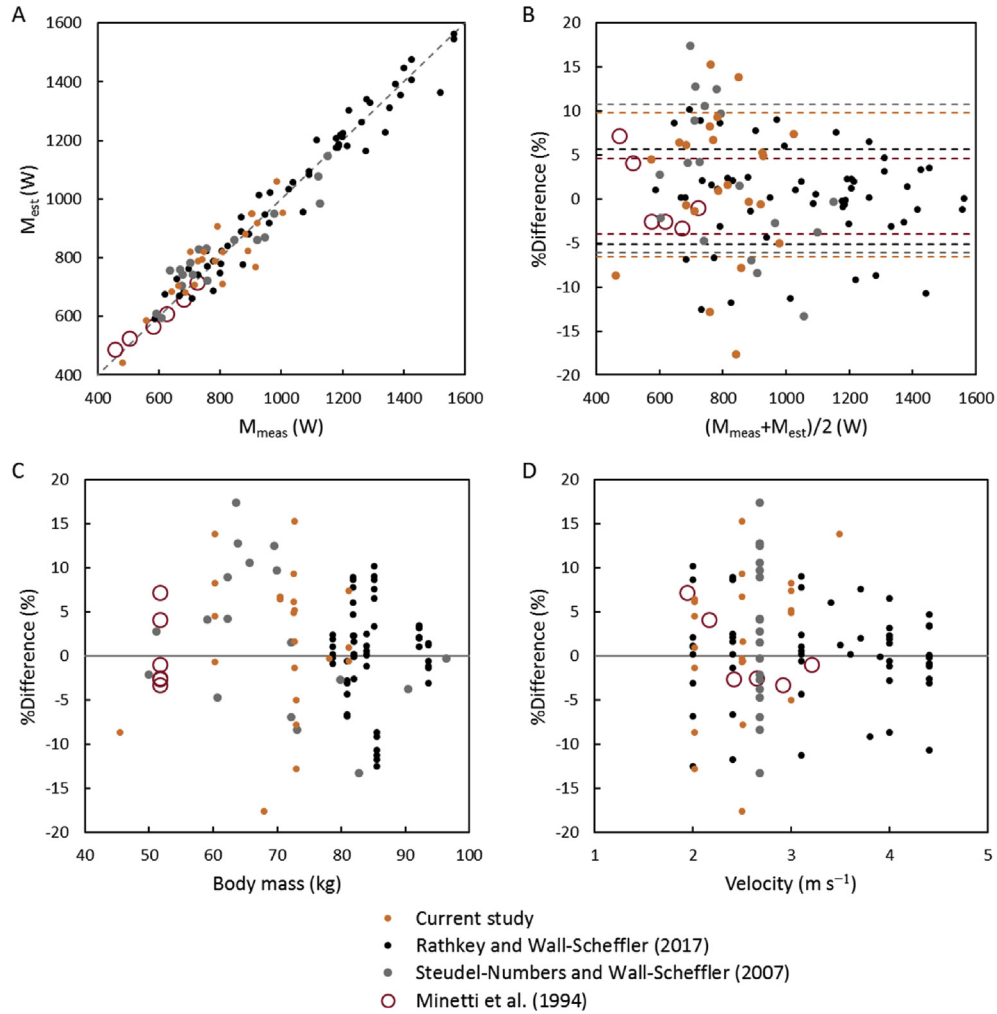 A
1600
1400
1200
1000
800
600
400
M_est (W)
400 600 800 1000 1200 1400 1600
M_meas (W)
B
20
15
10
5
0
-5
-10
-15
-20
%Difference (%)
400 600 800 1000 1200 1400 1600
(M_meas+M_est)/2 (W)
C
20
15
10
5
0
-5
-10
-15
-20
%Difference (%)
40 50 60 70 80 90 100
Body mass (kg)
D
20
15
10
5
0
-5
-10
-15
-20
%Difference (%)
1 2 3 4 5
Velocity (m s⁻¹)
Current study
Rathkey and Wall-Scheffler (2017)
Steudel-Numbers and Wall-Scheffler (2007)
Minetti et al. (1994)